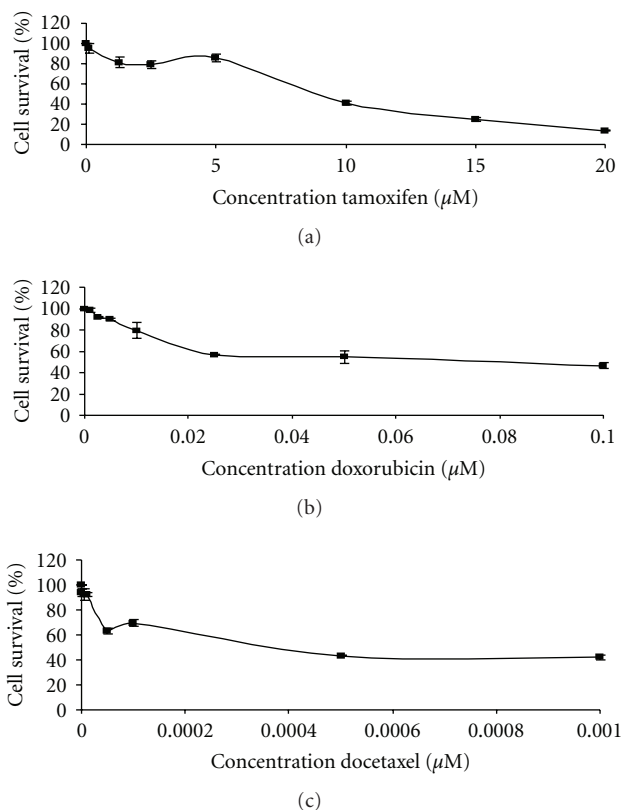 Cell survival (%)
120
100
80
60
40
20
0
0 5 10 15 20
Concentration tamoxifen (µM)
(a)
Cell survival (%)
120
100
80
60
40
20
0
0 0.02 0.04 0.06 0.08 0.1
Concentration doxorubicin (µM)
(b)
Cell survival (%)
120
100
80
60
40
20
0
0 0.0002 0.0004 0.0006 0.0008 0.001
Concentration docetaxel (µM)
(c)